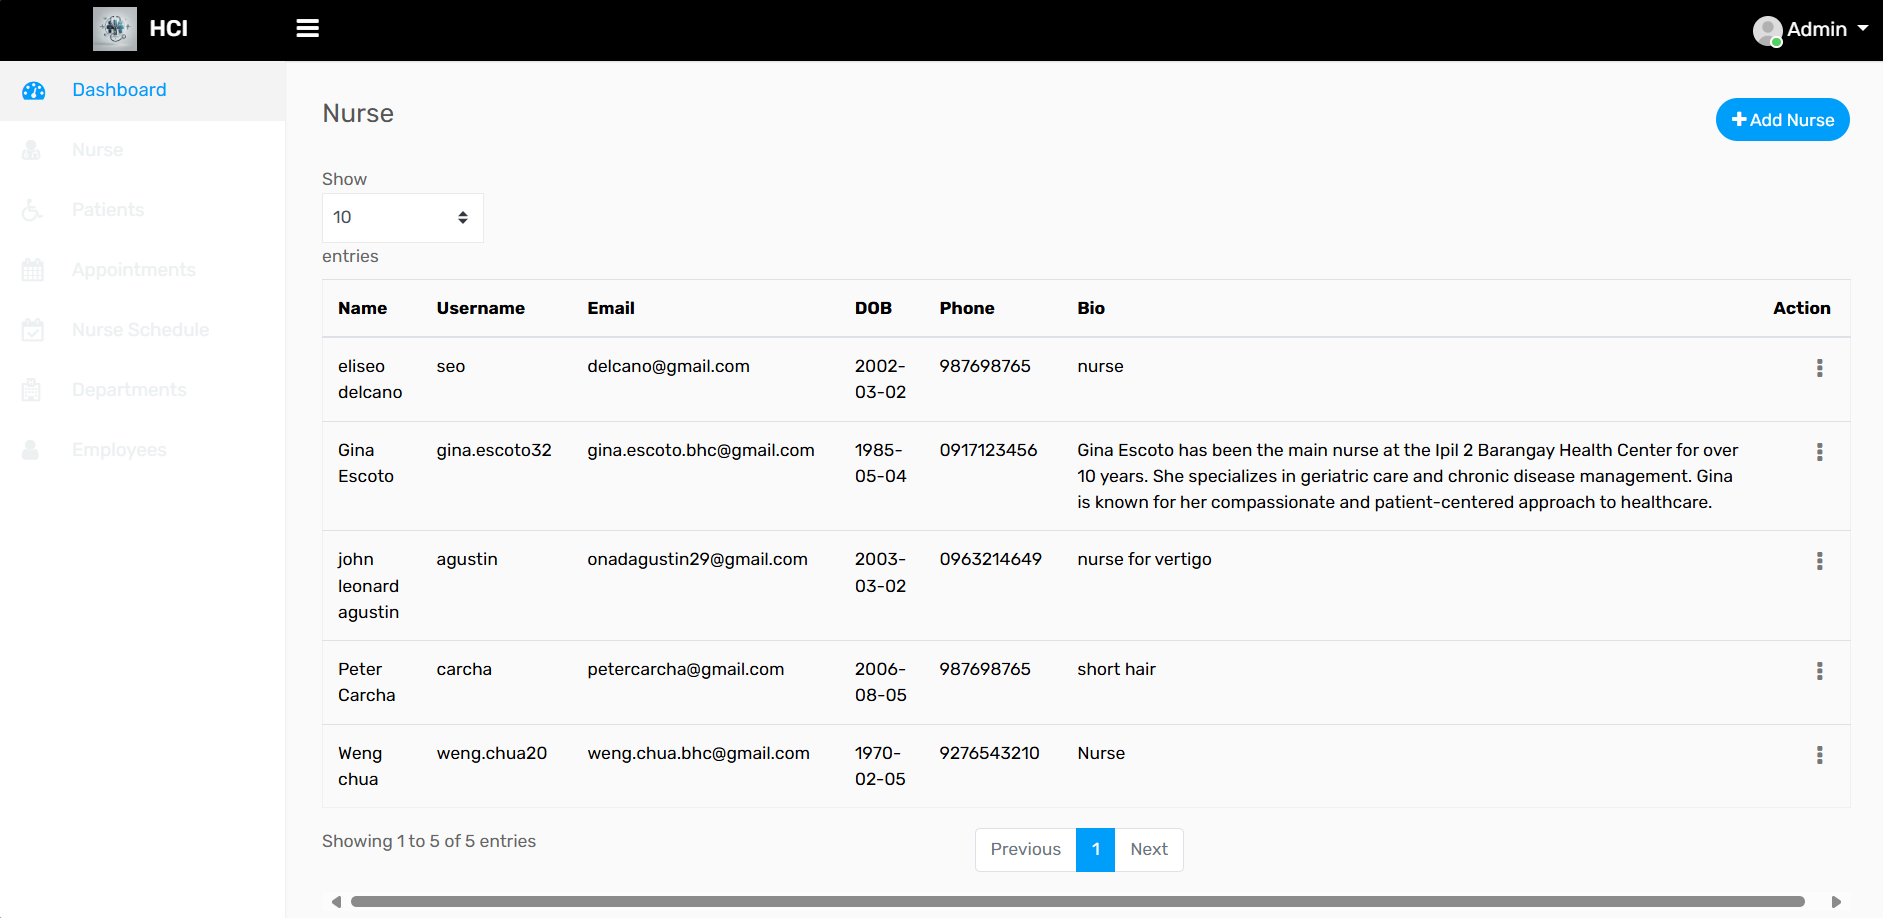 HCI
Admin
Dashboard
Nurse
Patients
Appointments
Nurse Schedule
Departments
Employees
Nurse
Add Nurse
Show
10
entries
Name Username Email DOB Phone Bio Action
eliseo seo delcano@gmail.com 2002- 987698765 nurse
delcano 03-02
Gina gina.escoto32 gina.escoto.bhc@gmail.com 1985- 0917123456 Gina Escoto has been the main nurse at the Ipil 2 Barangay Health Center for over
Escoto 05-04 10 years. She specializes in geriatric care and chronic disease management. Gina
is known for her compassionate and patient-centered approach to healthcare.
john agustin onadagustin29@gmail.com 2003- 0963214649 nurse for vertigo
leonard 03-02
agustin
Peter carcha petercarcha@gmail.com 2006- 987698765 short hair
Carcha 08-05
Weng weng.chua20 weng.chua.bhc@gmail.com 1970- 9276543210 Nurse
chua 02-05
Showing 1 to 5 of 5 entries
Previous 1 Next